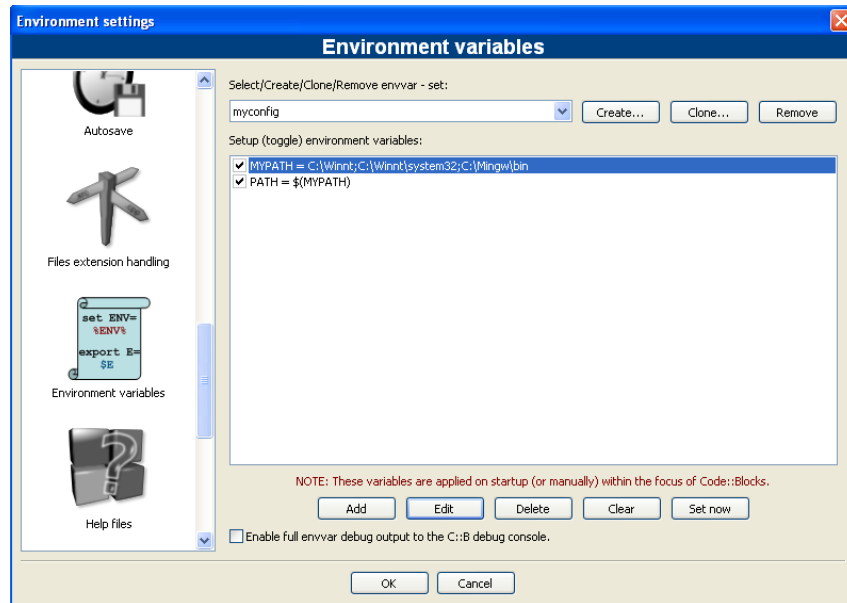 Environment settings
Environment variables
Autosave
Files extension handling
set ENV=
%ENV%
export E=
$E
Environment variables
?
Help files
Select/Create/Clone/Remove envvar - set:
myconfig
Create...
Clone...
Remove
Setup (toggle) environment variables:
MYPATH = C:\Winnt;C:\Winnt\system32;C:\Mingw\bin
PATH = $(MYPATH)
NOTE: These variables are applied on startup (or manually) within the focus of Code::Blocks.
Add
Edit
Delete
Clear
Set now
Enable full envvar debug output to the C::B debug console.
OK
Cancel